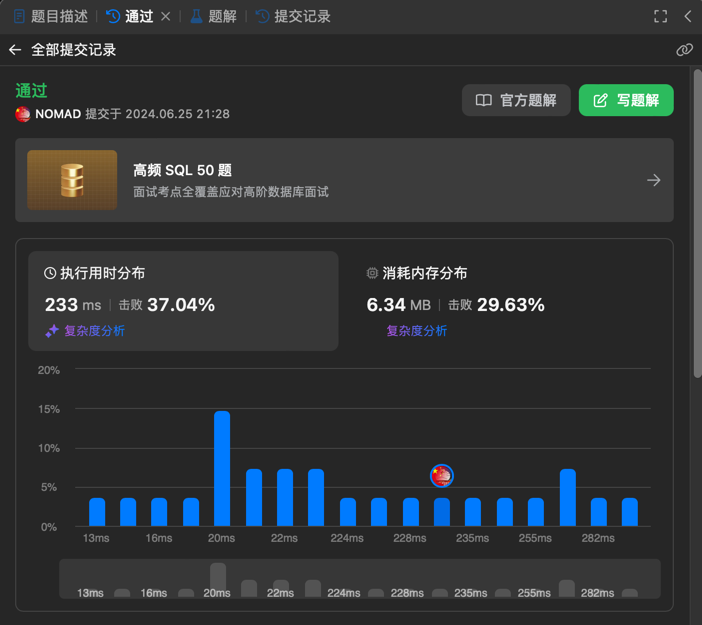 题目描述 通过 题解 提交记录
全部提交记录
通过
NOMAD 提交于 2024.06.25 21:28
官方题解 写题解
高频 SQL 50 题
面试考点全覆盖应对高阶数据库面试
执行用时分布 消耗内存分布
233 ms 击败 37.04% 6.34 MB 击败 29.63%
复杂度分析 复杂度分析
20%
15%
10%
5%
0%
13ms 16ms 20ms 22ms 224ms 228ms 235ms 255ms 282ms
13ms 16ms 20ms 22ms 224ms 228ms 235ms 255ms 282ms